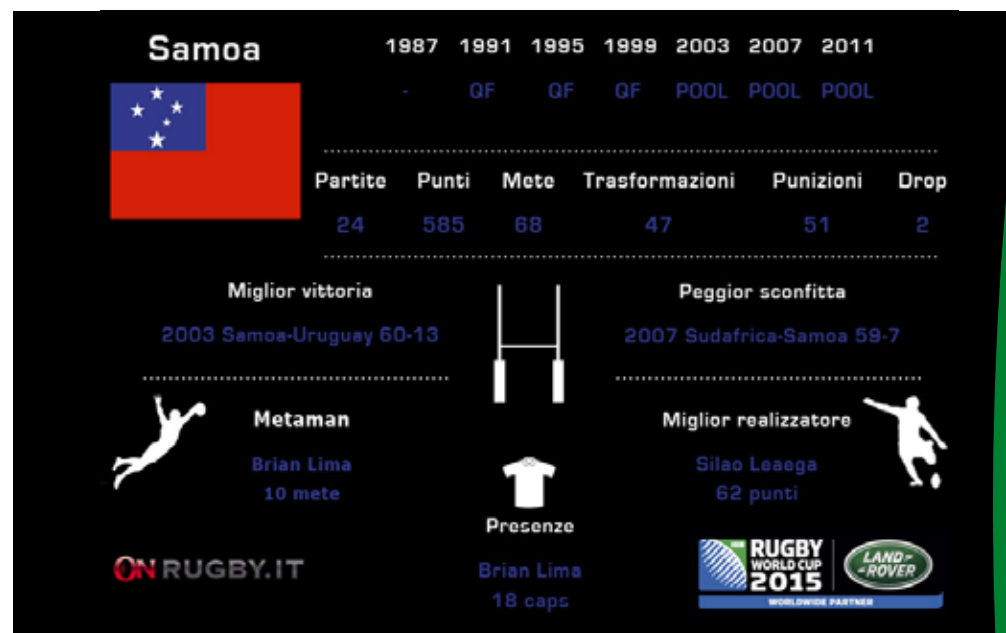 Samoa
1987 1991 1995 1999 2003 2007 2011
- QF QF QF POOL POOL POOL
Partite Punti Mete Trasformazioni Punizioni Drop
24 585 68 47 51 2
Miglior vittoria
2003 Samoa-Uruguay 60-13
Peggior sconfitta
2007 Sudafrica-Samoa 59-7
Metaman
Brian Lima
10 mete
Miglior realizzatore
Silao Leaega
62 punti
Presenze
Brian Lima
18 caps
ONRUGBY.IT
RUGBY
WORLD CUP
2015
WORLDWIDE PARTNER
LAND-
-ROVER